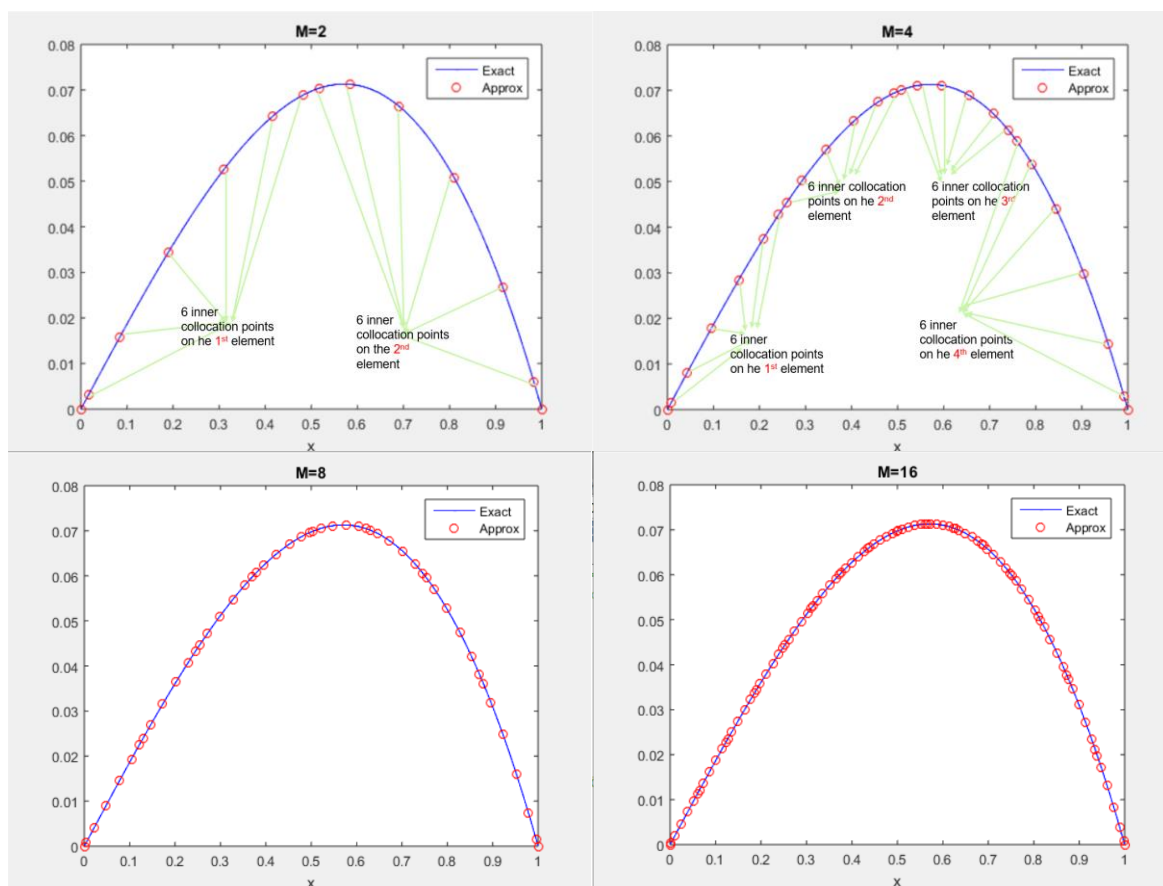 M=2
0.08
0.07
0.06
0.05
0.04
0.03
0.02
0.01
0
Exact
Approx
6 inner
collocation points
on he 1st element
6 inner
collocation points
on the 2nd
element
0 0.1 0.2 0.3 0.4 0.5 0.6 0.7 0.8 0.9 1
x
M=4
0.08
0.07
0.06
0.05
0.04
0.03
0.02
0.01
0
Exact
Approx
6 inner collocation
points on he 2nd
element
6 inner collocation
points on he 3rd
element
6 inner
collocation points
on he 1st element
6 inner
collocation points
on he 4th element
0 0.1 0.2 0.3 0.4 0.5 0.6 0.7 0.8 0.9 1
x
M=8
0.08
0.07
0.06
0.05
0.04
0.03
0.02
0.01
0
Exact
Approx
0 0.1 0.2 0.3 0.4 0.5 0.6 0.7 0.8 0.9 1
x
M=16
0.08
0.07
0.06
0.05
0.04
0.03
0.02
0.01
0
Exact
Approx
0 0.1 0.2 0.3 0.4 0.5 0.6 0.7 0.8 0.9 1
x